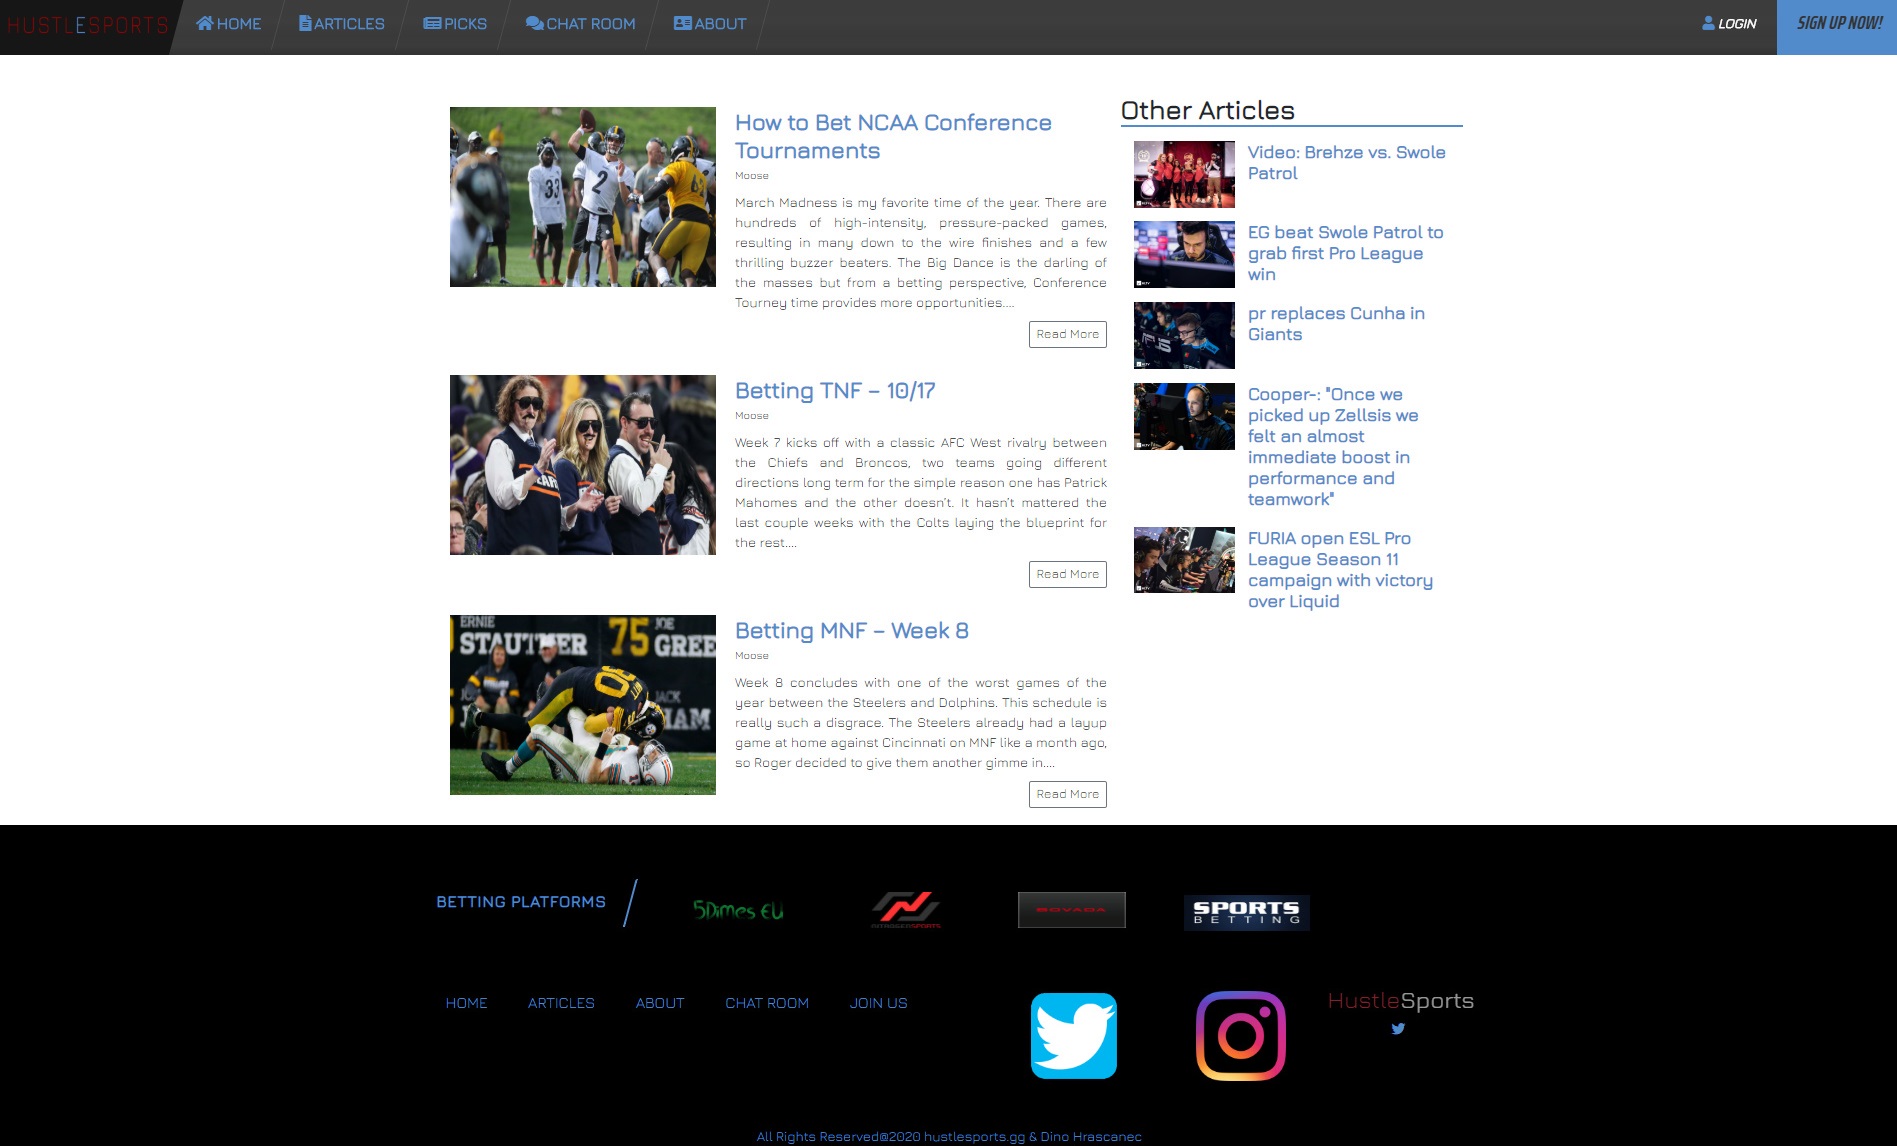 HUSTLESPORTS
HOME
ARTICLES
PICKS
CHAT ROOM
ABOUT
LOGIN
SIGN UP NOW!
How to Bet NCAA Conference
Tournaments
Moose
March Madness is my favorite time of the year. There are
hundreds of high-intensity, pressure-packed games,
resulting in many down to the wire finishes and a few
thrilling buzzer beaters. The Big Dance is the darling of
the masses but from a betting perspective, Conference
Tourney time provides more opportunities....
Read More
Betting TNF – 10/17
Moose
Week 7 kicks off with a classic AFC West rivalry between
the Chiefs and Broncos, two teams going different
directions long term for the simple reason one has Patrick
Mahomes and the other doesn't. It hasn't mattered the
last couple weeks with the Colts laying the blueprint for
the rest....
Read More
ERNIE
STAUTNER
75
JOE
GREE
JACK
HAM
Betting MNF – Week 8
Moose
Week 8 concludes with one of the worst games of the
year between the Steelers and Dolphins. This schedule is
really such a disgrace. The Steelers already had a layup
game at home against Cincinnati on MNF like a month ago,
so Roger decided to give them another gimme in....
Read More
Other Articles
Video: Brehze vs. Swole
Patrol
EG beat Swole Patrol to
grab first Pro League
win
pr replaces Cunha in
Giants
Cooper-: "Once we
picked up Zellsis we
felt an almost
immediate boost in
performance and
teamwork"
FURIA open ESL Pro
League Season 11
campaign with victory
over Liquid
BETTING PLATFORMS
5Dimes EU
NITROGENSPORTS
BOVADA
SPORTS
BETTING
HOME
ARTICLES
ABOUT
CHAT ROOM
JOIN US
HustleSports
All Rights Reserved@2020 hustlesports.gg & Dino Hrascanec